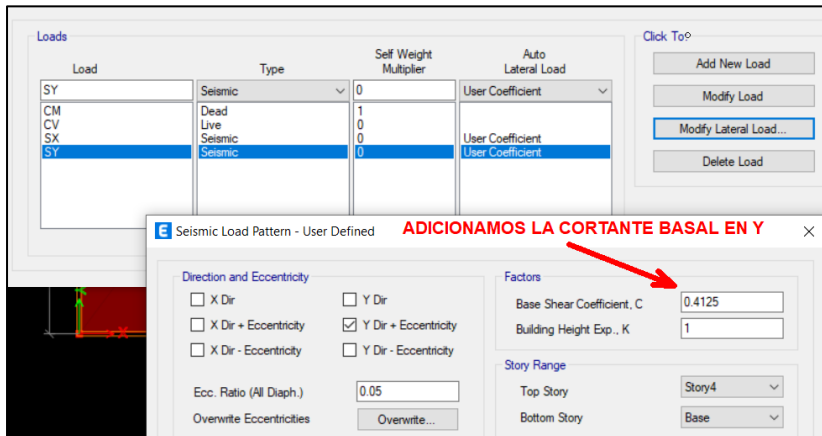 Loads
Click To:
Load
Type
Self Weight
Multiplier
Auto
Lateral Load
SY
Seismic
0
User Coefficient
CM
Dead
1
CV
Live
0
SX
Seismic
0
User Coefficient
SY
Seismic
0
User Coefficient
Add New Load
Modify Load
Modify Lateral Load...
Delete Load
E Seismic Load Pattern - User Defined
ADICIONAMOS LA CORTANTE BASAL EN Y
Direction and Eccentricity
X Dir
Y Dir
X Dir + Eccentricity
Y Dir + Eccentricity
X Dir - Eccentricity
Y Dir - Eccentricity
Ecc. Ratio (All Diaph.)
0.05
Overwrite Eccentricities
Overwrite...
Factors
Base Shear Coefficient, C
0.4125
Building Height Exp., K
1
Story Range
Top Story
Story4
Bottom Story
Base
X